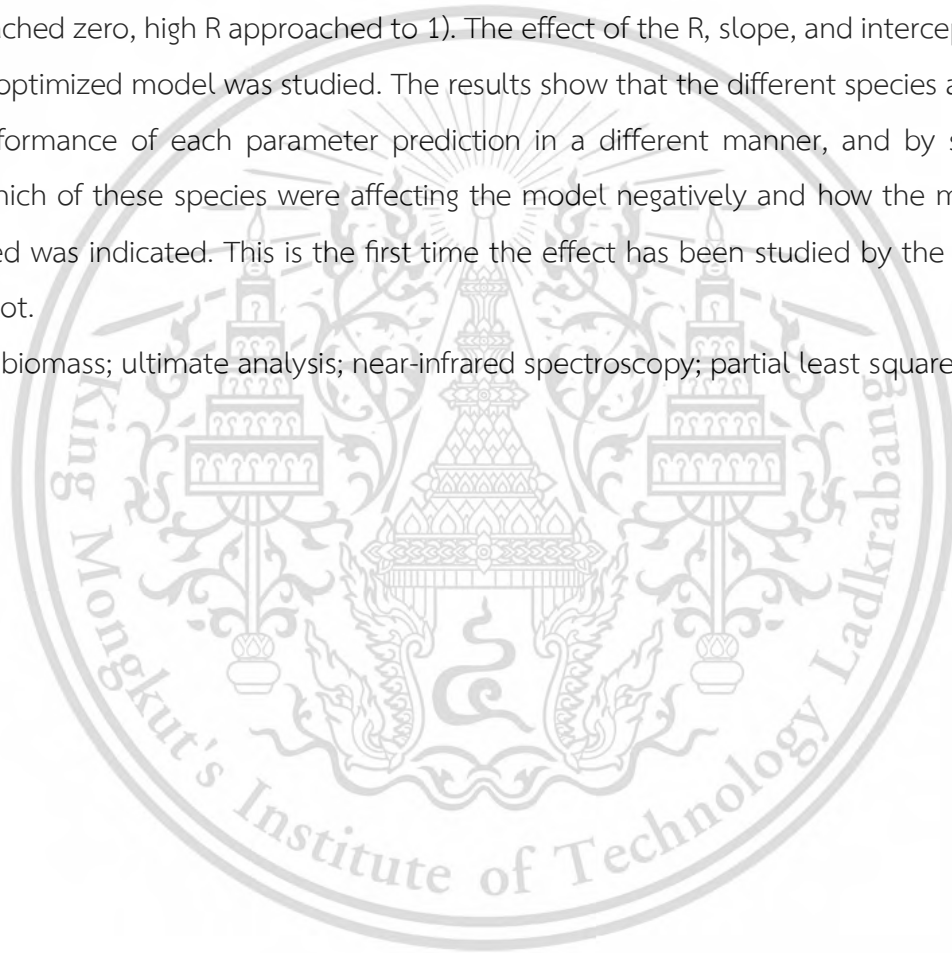 ched zero, high R approached to 1). The effect of the R, slope, and intercep
optimized model was studied. The results show that the different species a
formance of each parameter prediction in a different manner, and by s
hich of these species were affecting the model negatively and how the m
ed was indicated. This is the first time the effect has been studied by the
ot.
biomass; ultimate analysis; near-infrared spectroscopy; partial least square
King Mongkut's Institute of Technology Ladkrabang